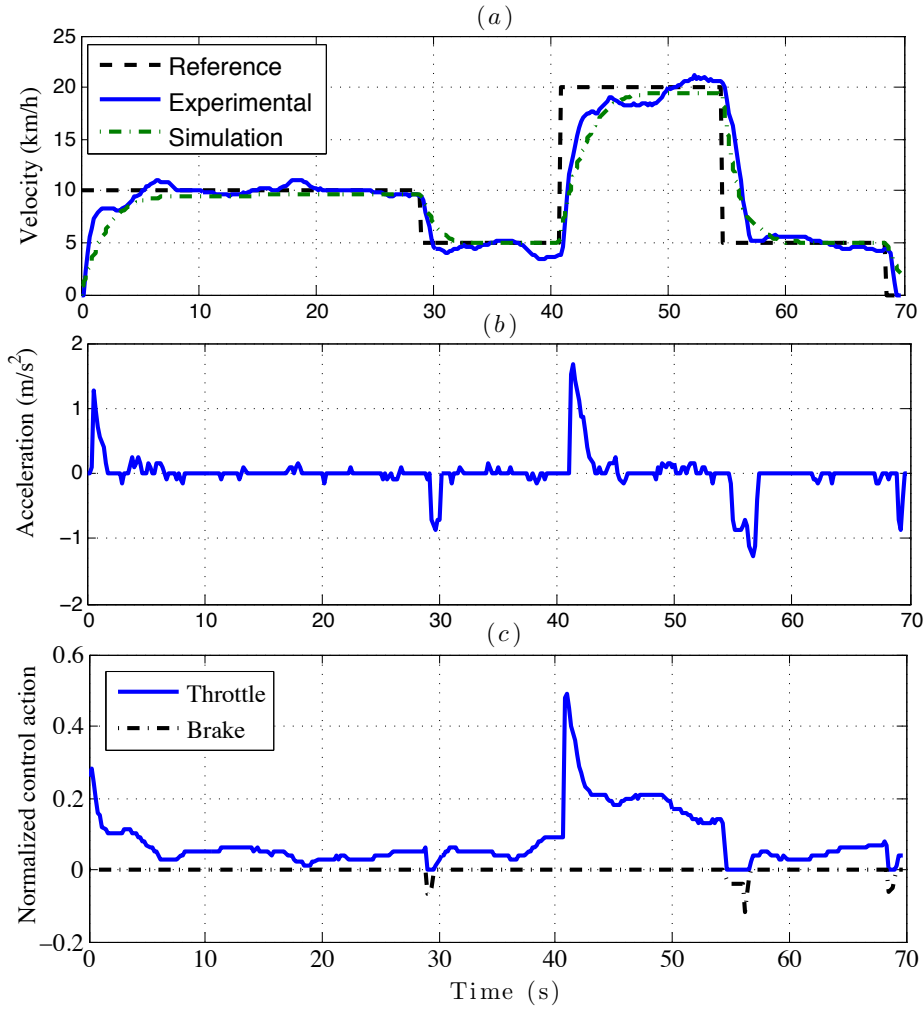 (a)
Velocity (km/h)
25
20
15
10
5
0
Reference
Experimental
Simulation
0 10 20 30 40 50 60 70
(b)
Acceleration (m/s²)
2
1
0
−1
−2
0 10 20 30 40 50 60 70
(c)
Normalized control action
0.6
0.4
0.2
0
−0.2
Throttle
Brake
0 10 20 30 40 50 60 70
Time (s)